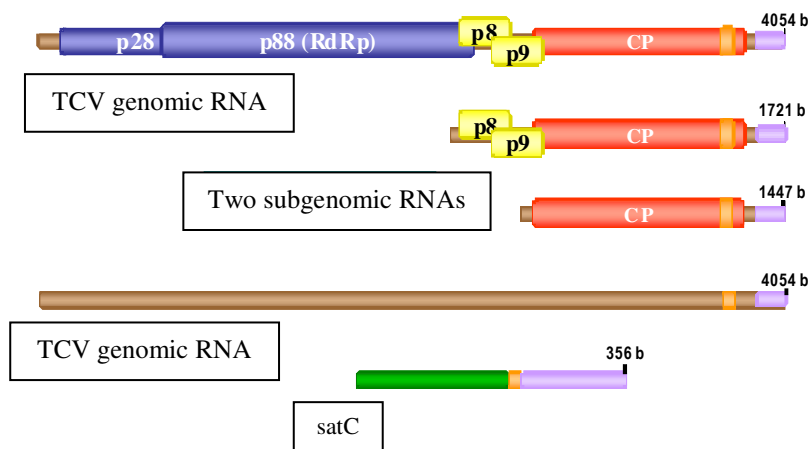 4054 b
p28 p88 (RdRp) p8 CP
p9
TCV genomic RNA
1721 b
p8 CP
p9
Two subgenomic RNAs
1447 b
CP
4054 b
TCV genomic RNA
356 b
satC